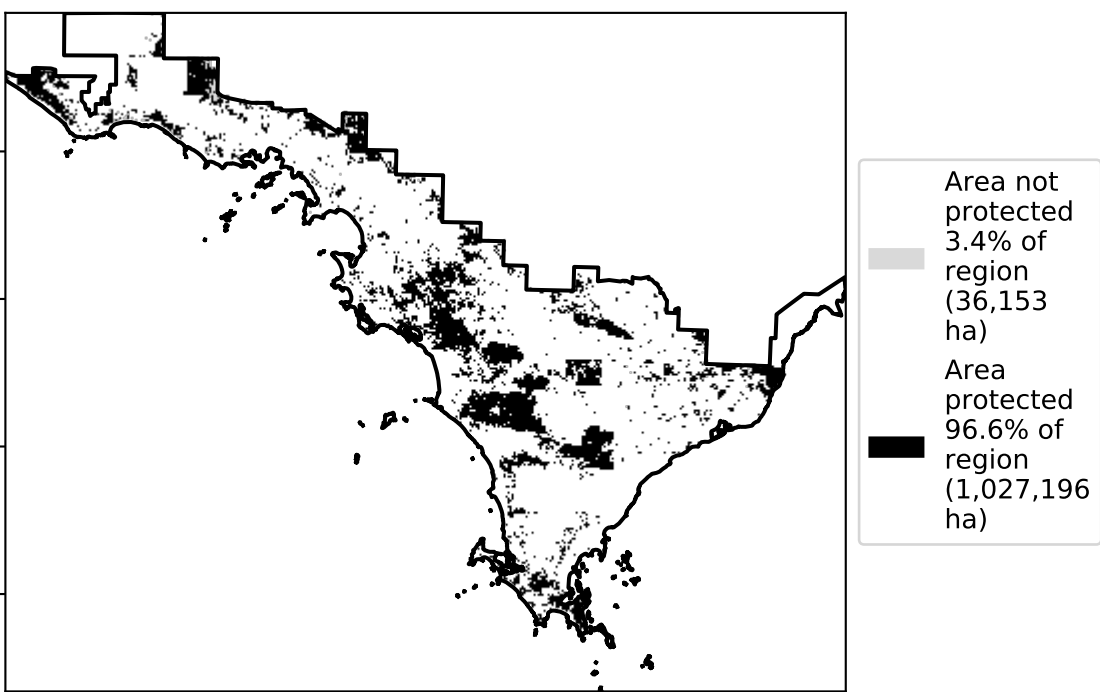 Area not
protected
3.4% of
region
(36,153
ha)
Area
protected
96.6% of
region
(1,027,196
ha)